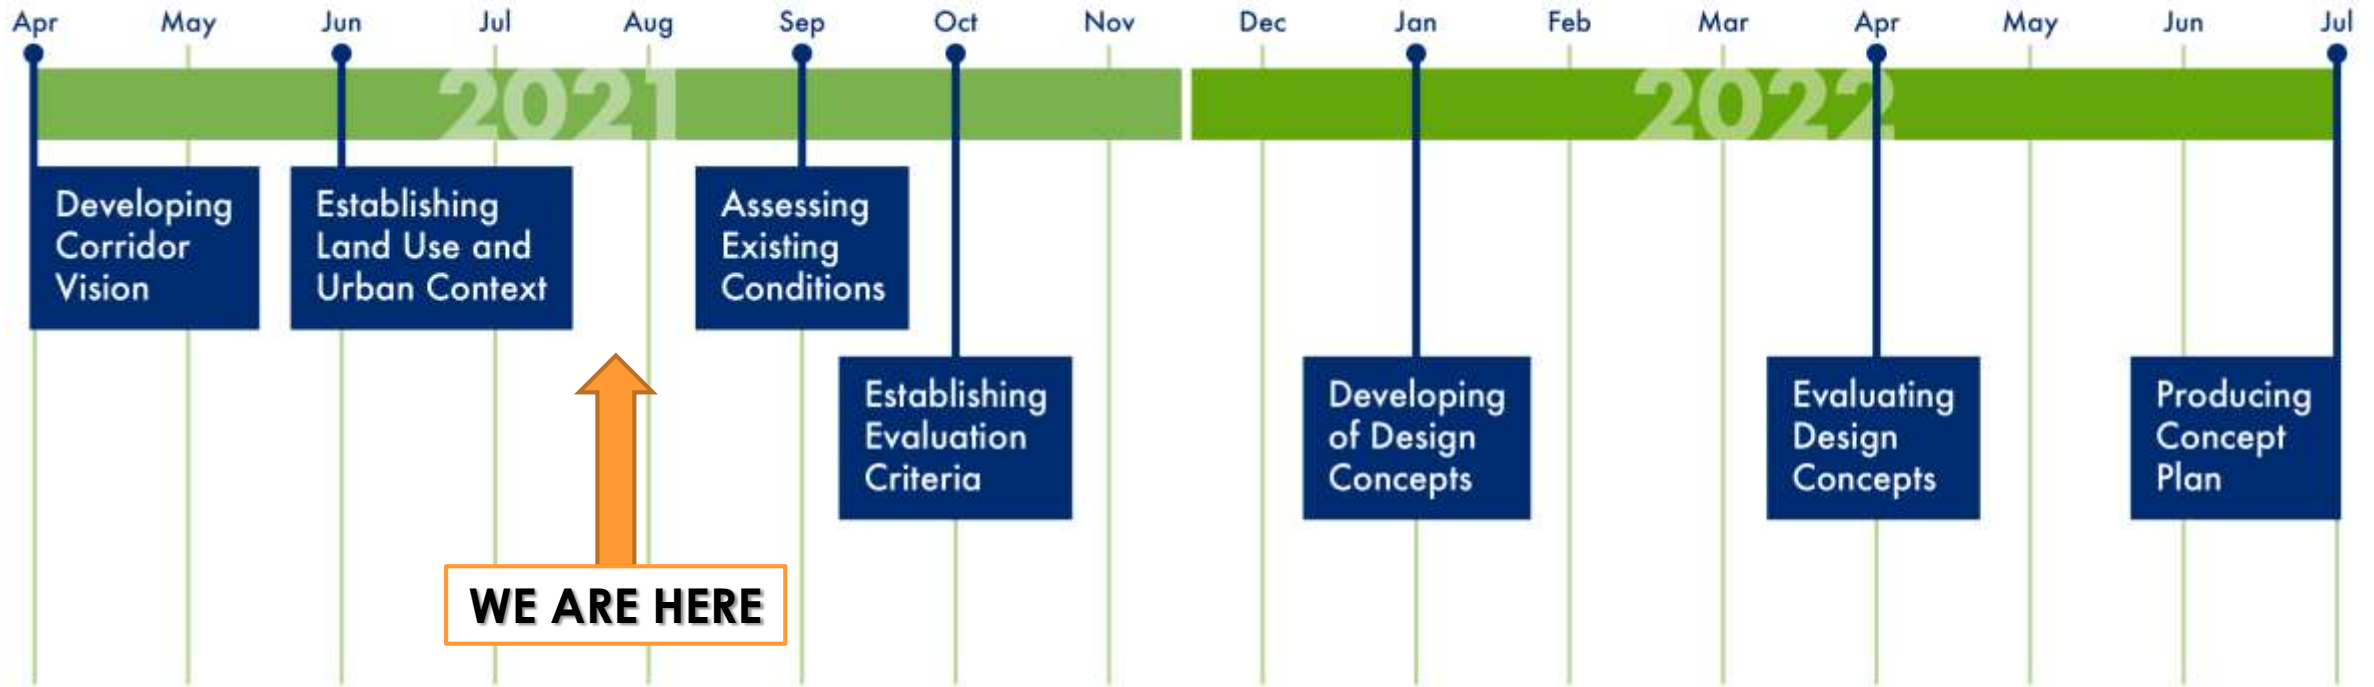 Apr May Jun Jul Aug Sep Oct Nov Dec Jan Feb Mar Apr May Jun Jul
2021 2022
Developing
Corridor
Vision
Establishing
Land Use and
Urban Context
Assessing
Existing
Conditions
Establishing
Evaluation
Criteria
Developing
of Design
Concepts
Evaluating
Design
Concepts
Producing
Concept
Plan
WE ARE HERE